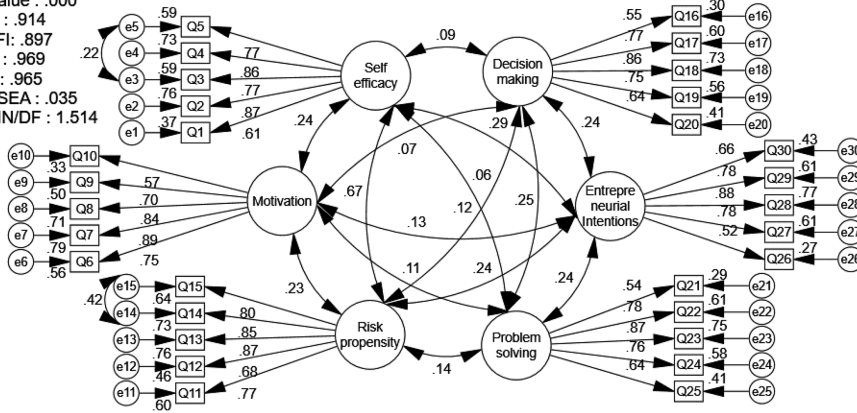 : .914
FI: .897
: .969
: .965
SEA : .035
IN/DF : 1.514
e5 .59 Q5
e4 .73 Q4 .77
.22
e3 .59 Q3 .86
e2 .76 Q2 .77
.87
e1 .37 Q1 .61
Self
efficacy
.09
Decision
making
.55 Q16 .30 e16
.77 Q17 .60 e17
.86 Q18 .73 e18
.75 Q19 .56 e19
.64 Q20 .41 e20
.24
.07
.29
.24
e10 Q10
.33
e9 Q9 .57
.50
e8 Q8 .70
.71
e7 Q7 .84
.79 .89
e6 Q6 .75
.56
Motivation
.67
.06
.12
.25
.13
.11
.24
Entrepre
neurial
Intentions
.66 Q30 .43 e30
.78 Q29 .61 e29
.88 Q28 .77 e28
.78 Q27 .61 e27
.52 Q26 .27 e26
.23
.24
e15 Q15
.42 .64
e14 Q14 80
.73
e13 Q13 .85
.76
e12 Q12 .87
.46 .68
e11 Q11 .77
.60
Risk
propensity
.14
Problem
solving
.54 Q21 .29 e21
.78 Q22 .61 e22
.87 Q23 .75 e23
.76 Q24 .58 e24
.64 Q25 .41 e25